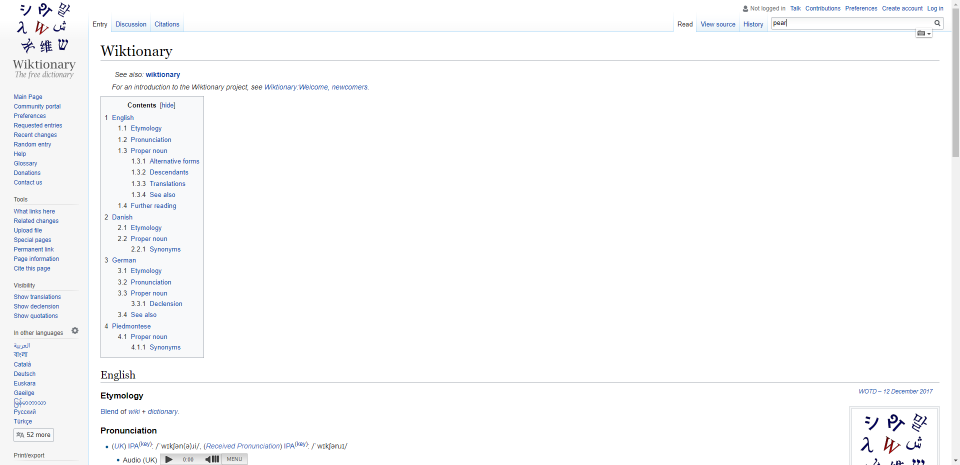 Not logged in Talk Contributions Preferences Create account Log in
Entry Discussion Citations Read View source History pear
Wiktionary
The free dictionary
Main Page
Community portal
Preferences
Requested entries
Recent changes
Random entry
Help
Glossary
Donations
Contact us
Tools
What links here
Related changes
Upload file
Special pages
Permanent link
Page information
Cite this page
Visibility
Show translations
Show declension
Show quotations
In other languages
العربية
বাংলা
Català
Deutsch
Euskara
Gaeilge
မြန်မာဘာသာ
Русский
Türkçe
52 more
Print/export
Wiktionary
See also: wiktionary
For an introduction to the Wiktionary project, see Wiktionary:Welcome, newcomers.
Contents [hide]
1 English
1.1 Etymology
1.2 Pronunciation
1.3 Proper noun
1.3.1 Alternative forms
1.3.2 Descendants
1.3.3 Translations
1.3.4 See also
1.4 Further reading
2 Danish
2.1 Etymology
2.2 Proper noun
2.2.1 Synonyms
3 German
3.1 Etymology
3.2 Pronunciation
3.3 Proper noun
3.3.1 Declension
3.4 See also
4 Piedmontese
4.1 Proper noun
4.1.1 Synonyms
English
WOTD – 12 December 2017
Etymology
Blend of wiki + dictionary.
Pronunciation
(UK) IPA(key): /ˈwɪkʃən(ə)ɹi/, (Received Pronunciation) IPA(key):
Audio (UK) 0:00 MENU